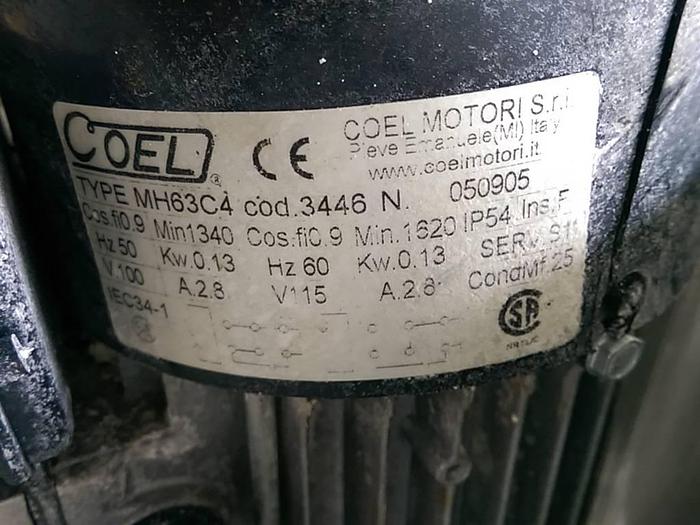 COEL ®
CE
COEL MOTORI S.r.l.
Pieve Emanuele(MI) Italy
www.coelmotori.it
TYPE MH63C4 cod.3446 N. 050905
Cos.fi0.9 Min1340 Cos.fi0.9 Min.1620 IP54 Ins.F
Hz 50 Kw.0.13 Hz 60 Kw.0.13 SERV. S1
V.100 A.2.8 V115 A.2.8 CondMf.25
IEC34-1
SA